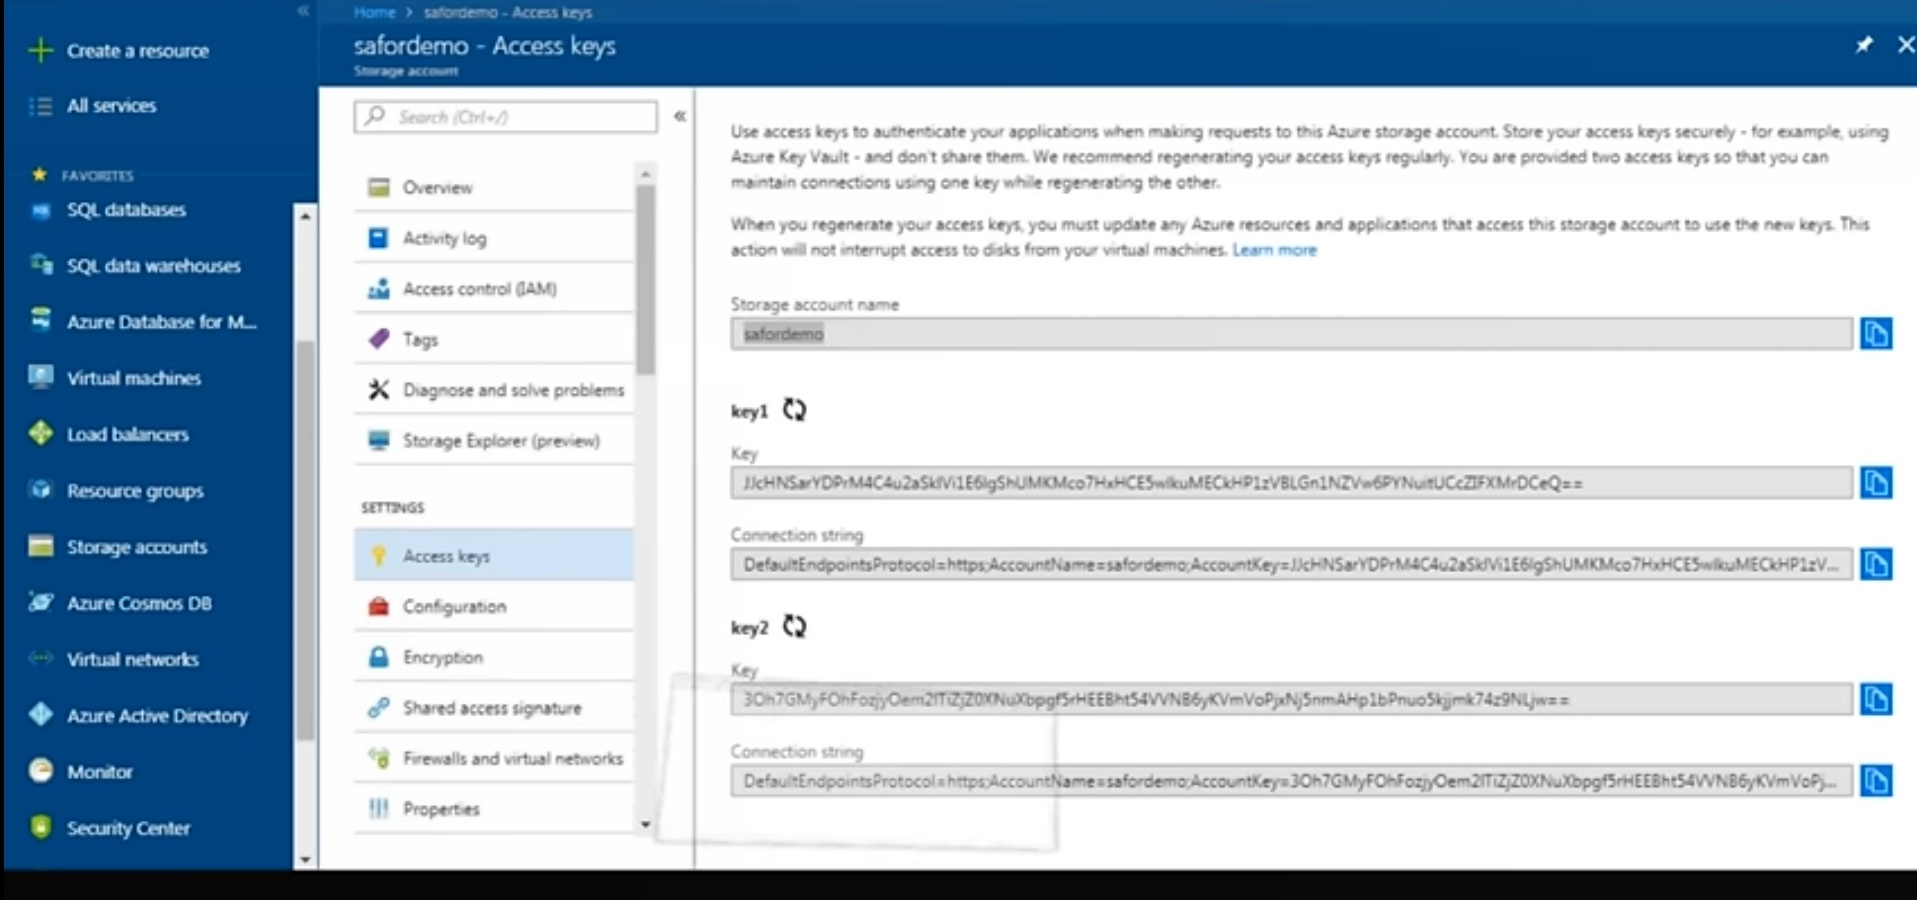 Home > safordemo - Access keys
safordemo - Access keys
Storage account
Create a resource
All services
FAVORITES
SQL databases
SQL data warehouses
Azure Database for M...
Virtual machines
Load balancers
Resource groups
Storage accounts
Azure Cosmos DB
Virtual networks
Azure Active Directory
Monitor
Security Center
Search (Ctrl+/)
Overview
Activity log
Access control (IAM)
Tags
Diagnose and solve problems
Storage Explorer (preview)
SETTINGS
Access keys
Configuration
Encryption
Shared access signature
Firewalls and virtual networks
Properties
Use access keys to authenticate your applications when making requests to this Azure storage account. Store your access keys securely - for example, using
Azure Key Vault - and don't share them. We recommend regenerating your access keys regularly. You are provided two access keys so that you can
maintain connections using one key while regenerating the other.
When you regenerate your access keys, you must update any Azure resources and applications that access this storage account to use the new keys. This
action will not interrupt access to disks from your virtual machines. Learn more
Storage account name
safordemo
key1
Key
Connection string
DefaultEndpointsProtocol=https;AccountName=safordemo;AccountKey=
key2
Key
Connection string
DefaultEndpointsProtocol=https;AccountName=safordemo;AccountKey=